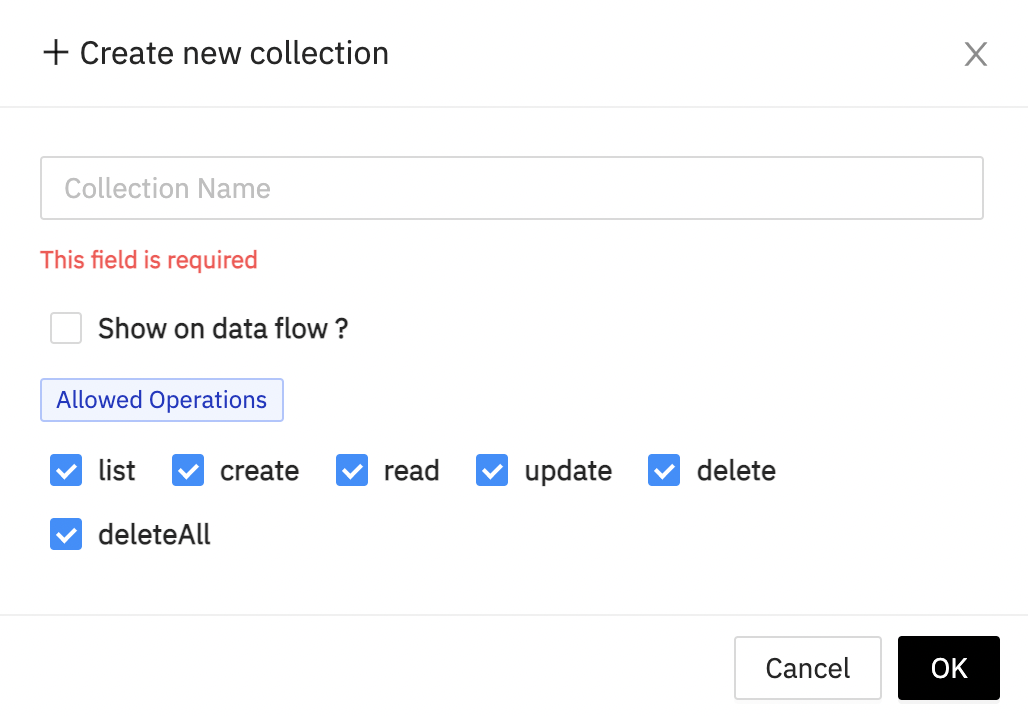 + Create new collection
X
Collection Name
This field is required
Show on data flow ?
Allowed Operations
list create read update delete
deleteAll
Cancel OK